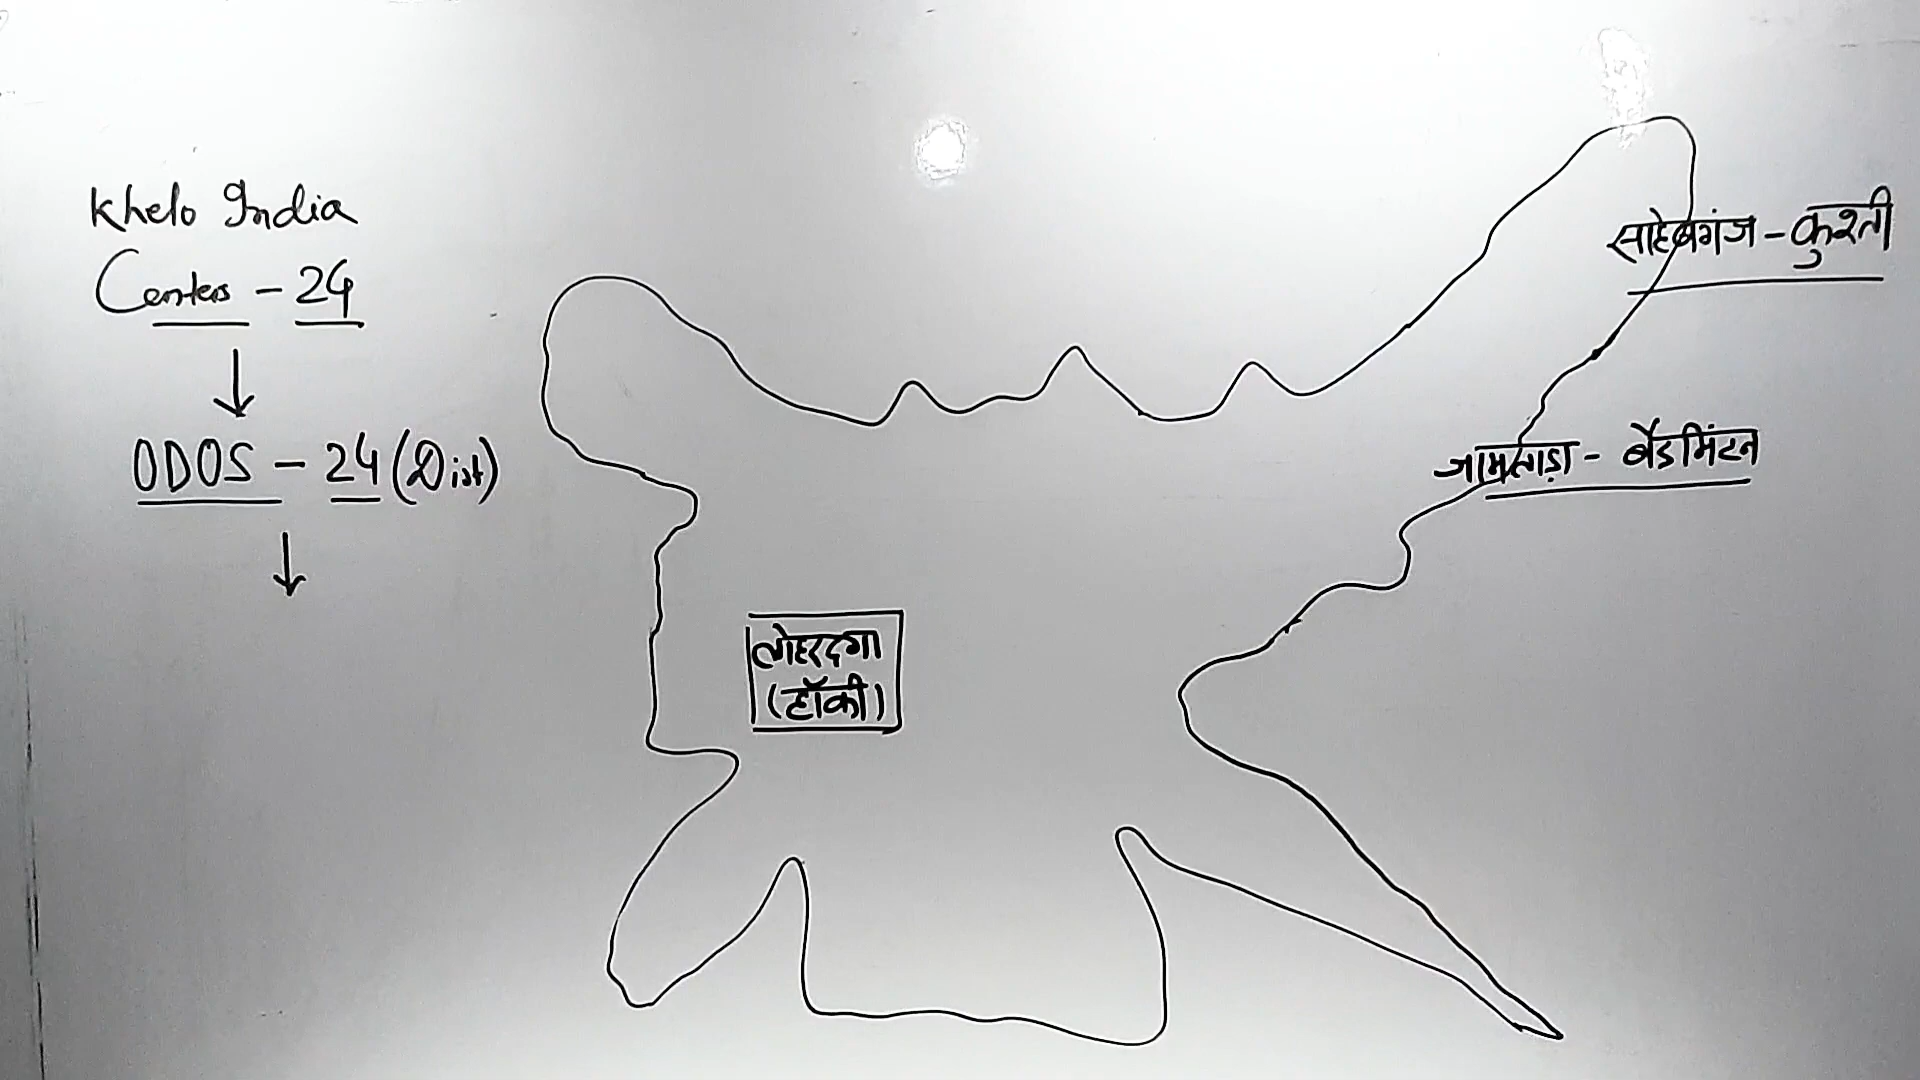 Khelo India
Centers - 24
ODOS - 24 (Dist)
साहेबगंज - कुश्ती
जामताड़ा - बैडमिंटन
लोहरदगा
(हॉकी)